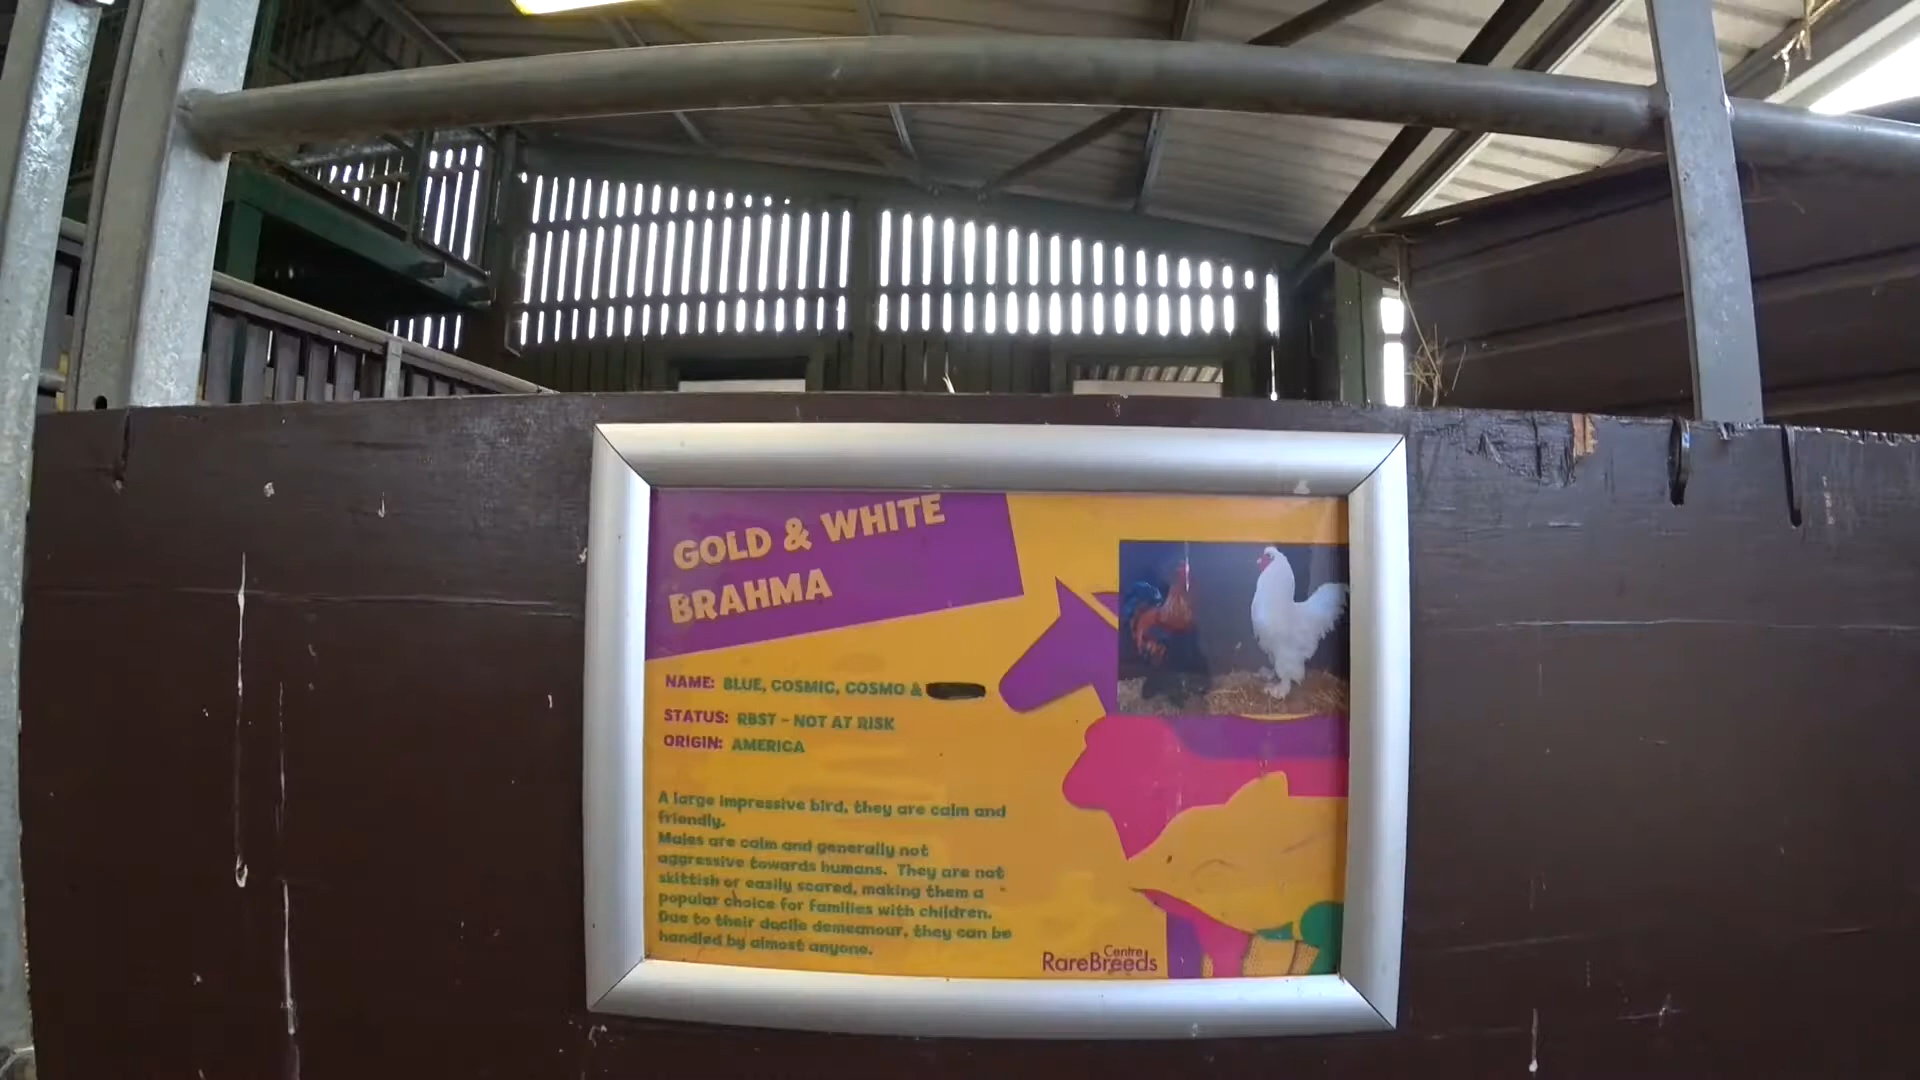 GOLD & WHITE
BRAHMA
NAME: BLUE, COSMIC, COSMO &
STATUS: RBST - NOT AT RISK
ORIGIN: AMERICA
A large impressive bird, they are calm and
friendly.
Males are calm and generally not
aggressive towards humans. They are not
skittish or easily scared, making them a
popular choice for families with children.
Due to their docile demeanour, they can be
handled by almost anyone.
Centre
RareBreeds